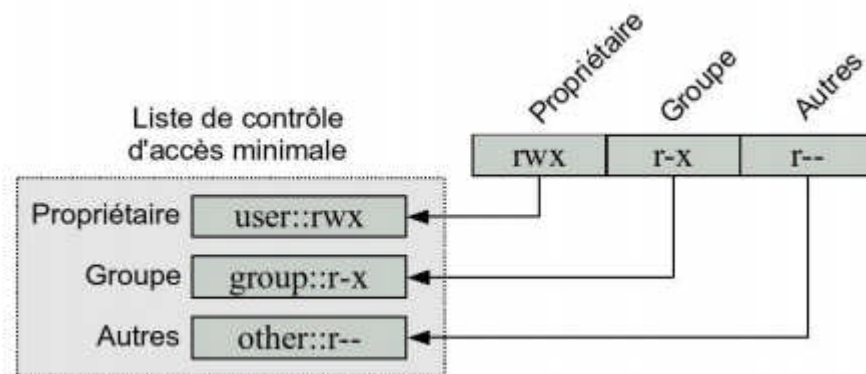 Propriétaire
Groupe
Autres
Liste de contrôle
d'accès minimale
rwx r-x r--
Propriétaire user::rwx
Groupe group::r-x
Autres other::r--